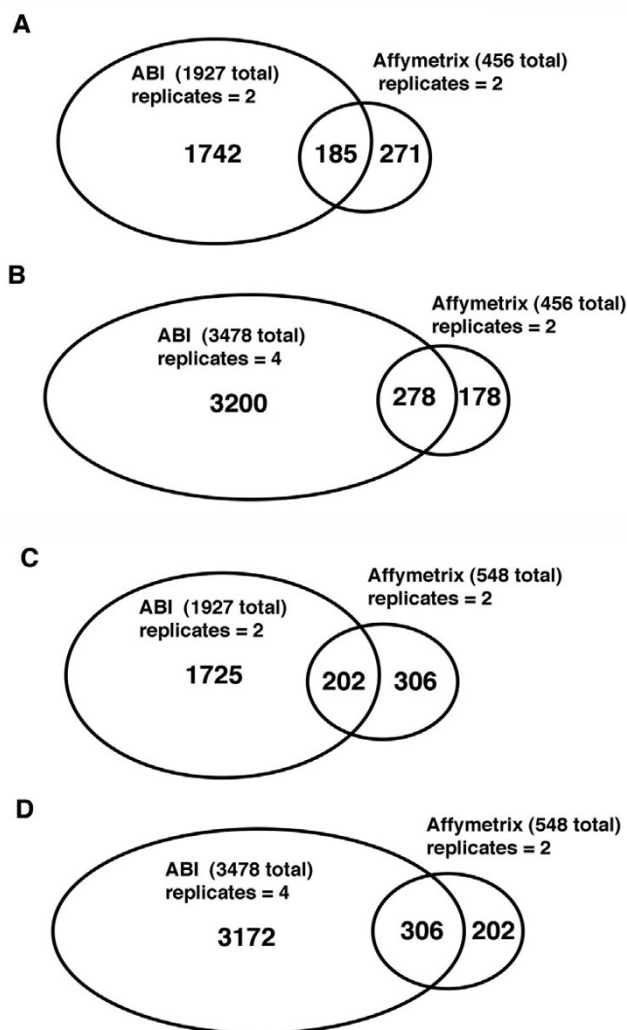 A
ABI (1927 total)
replicates = 2
Affymetrix (456 total)
replicates = 2
1742
185
271
B
ABI (3478 total)
replicates = 4
Affymetrix (456 total)
replicates = 2
3200
278
178
C
ABI (1927 total)
replicates = 2
Affymetrix (548 total)
replicates = 2
1725
202
306
D
ABI (3478 total)
replicates = 4
Affymetrix (548 total)
replicates = 2
3172
306
202